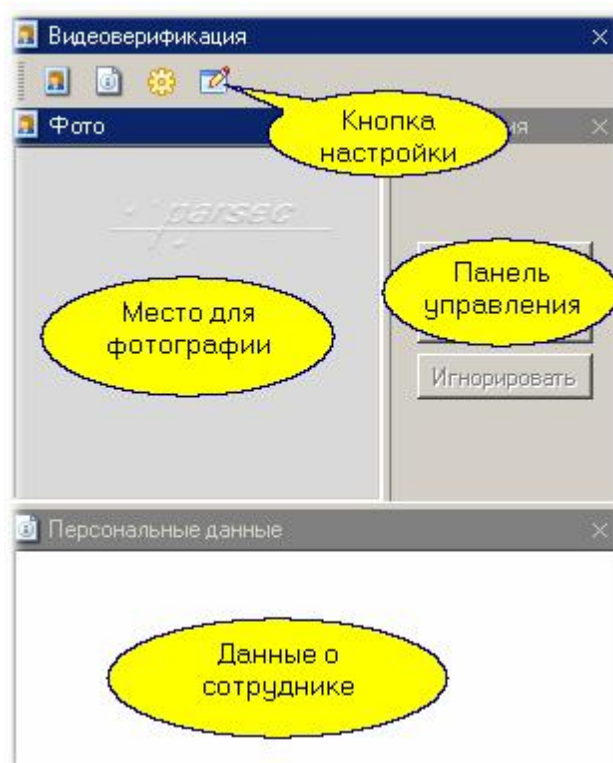 Видеоверификация
Фото
Кнопка
настройки
parsec
Место для
фотографии
Панель
управления
Игнорировать
Персональные данные
Данные о
сотруднике